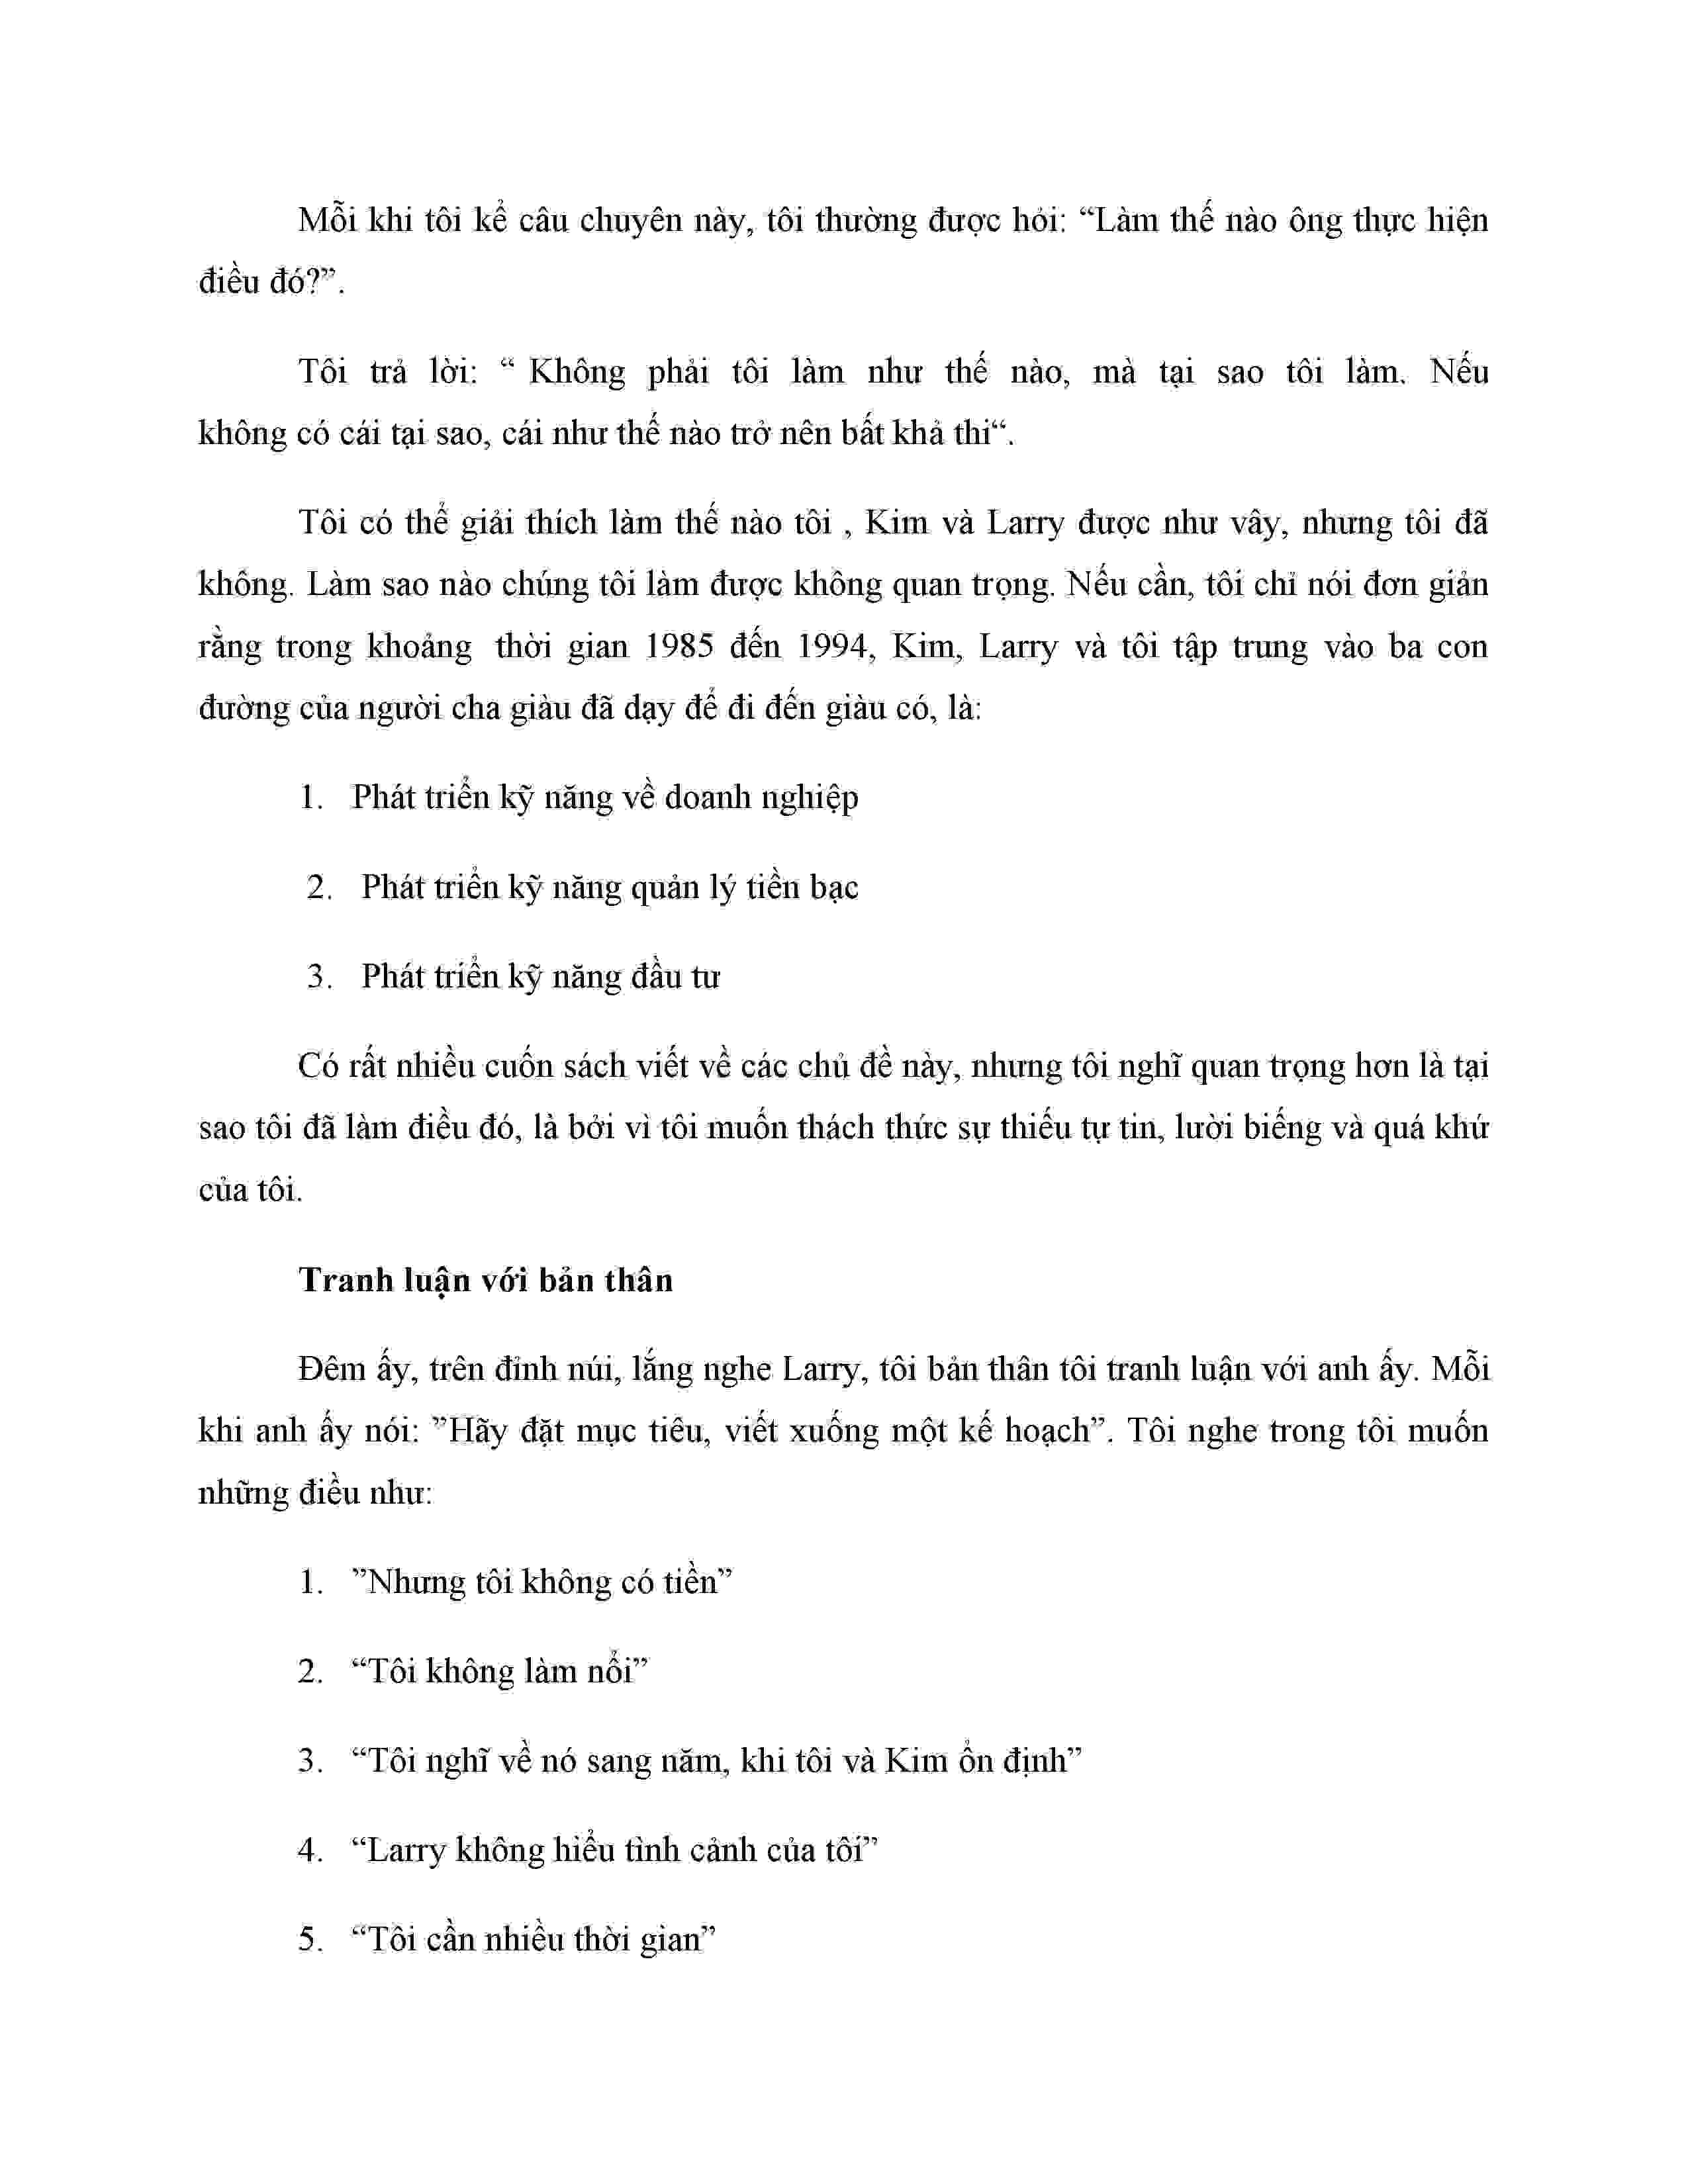 Mỗi khi tôi kể câu chuyên này, tôi thường được hỏi: “Làm thế nào ông thực hiện
điều đó?”.
Tôi trả lời: “ Không phải tôi làm như thế nào, mà tại sao tôi làm. Nếu
không có cái tại sao, cái như thế nào trở nên bất khả thi“.
Tôi có thể giải thích làm thế nào tôi , Kim và Larry được như vây, nhưng tôi đã
không. Làm sao nào chúng tôi làm được không quan trọng. Nếu cần, tôi chỉ nói đơn giản
rằng trong khoảng thời gian 1985 đến 1994, Kim, Larry và tôi tập trung vào ba con
đường của người cha giàu đã dạy để đi đến giàu có, là:
1. Phát triển kỹ năng về doanh nghiệp
2. Phát triển kỹ năng quản lý tiền bạc
3. Phát triển kỹ năng đầu tư
Có rất nhiều cuốn sách viết về các chủ đề này, nhưng tôi nghĩ quan trọng hơn là tại
sao tôi đã làm điều đó, là bởi vì tôi muốn thách thức sự thiếu tự tin, lười biếng và quá khứ
của tôi.
Tranh luận với bản thân
Đêm ấy, trên đỉnh núi, lắng nghe Larry, tôi bản thân tôi tranh luận với anh ấy. Mỗi
khi anh ấy nói: ”Hãy đặt mục tiêu, viết xuống một kế hoạch”. Tôi nghe trong tôi muốn
những điều như:
1. ”Nhưng tôi không có tiền”
2. “Tôi không làm nổi”
3. “Tôi nghĩ về nó sang năm, khi tôi và Kim ổn định”
4. “Larry không hiểu tình cảnh của tôi”
5. “Tôi cần nhiều thời gian”